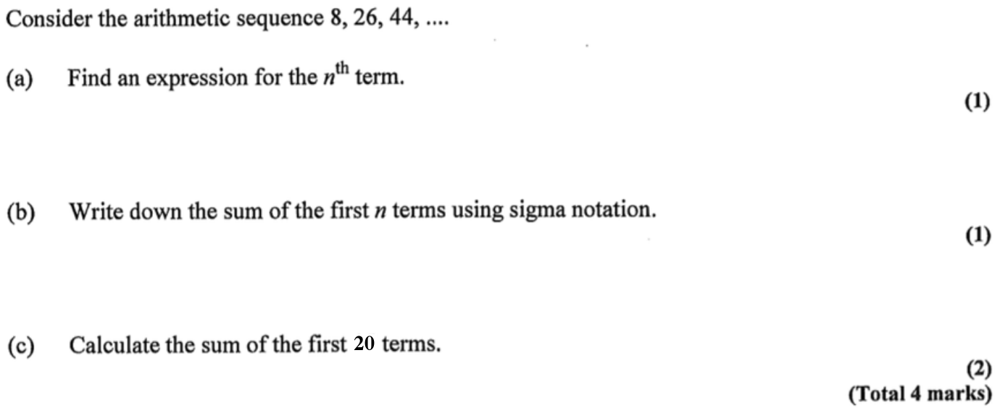 Consider the arithmetic sequence 8, 26, 44, ....
(a) Find an expression for the nth term.
(1)
(b) Write down the sum of the first n terms using sigma notation.
(1)
(c) Calculate the sum of the first 20 terms.
(2)
(Total 4 marks)